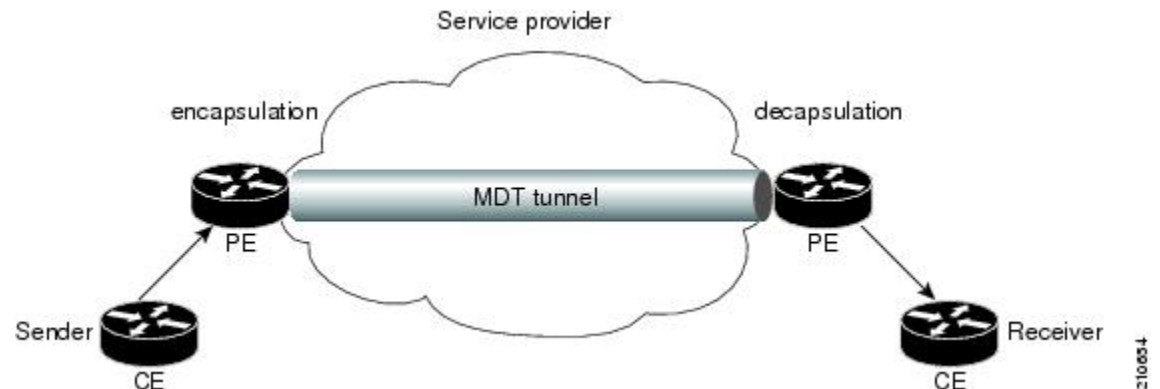 Service provider
encapsulation
decapsulation
MDT tunnel
PE
PE
Sender
CE
Receiver
CE
210654